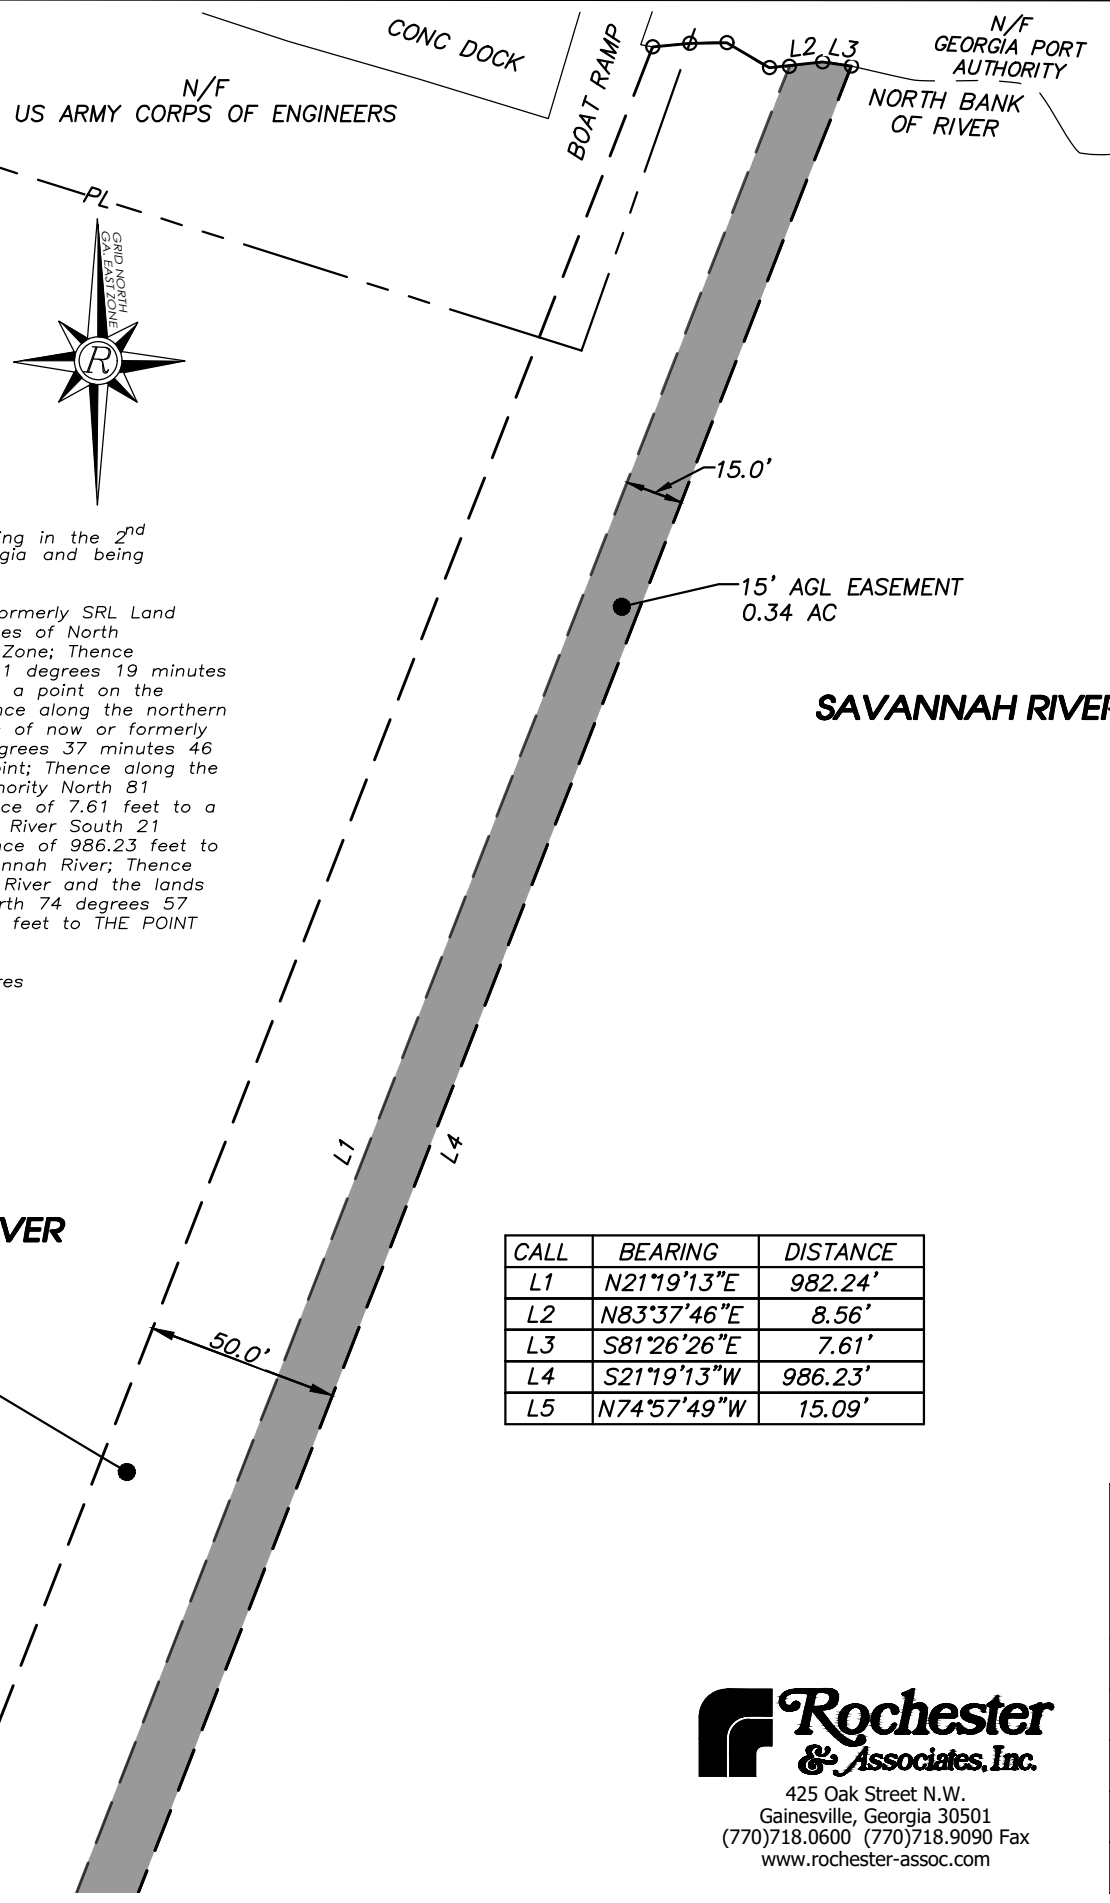 CONC DOCK
BOAT RAMP
L2 L3
N/F
GEORGIA PORT
AUTHORITY
NORTH BANK
OF RIVER
N/F
US ARMY CORPS OF ENGINEERS
PL
GRID NORTH
GA. EAST ZONE
R
15.0'
ing in the 2nd
gia and being
15' AGL EASEMENT
0.34 AC
ormerly SRL Land
es of North
Zone; Thence
1 degrees 19 minutes
a point on the
nce along the northern
of now or formerly
grees 37 minutes 46
int; Thence along the
hority North 81
ce of 7.61 feet to a
River South 21
nce of 986.23 feet to
nnah River; Thence
River and the lands
rth 74 degrees 57
feet to THE POINT
res
SAVANNAH RIVER
L1
L4
VER
50.0'
CALL BEARING DISTANCE
L1 N21°19'13"E 982.24'
L2 N83°37'46"E 8.56'
L3 S81°26'26"E 7.61'
L4 S21°19'13"W 986.23'
L5 N74°57'49"W 15.09'
Rochester
& Associates, Inc.
425 Oak Street N.W.
Gainesville, Georgia 30501
(770)718.0600 (770)718.9090 Fax
www.rochester-assoc.com